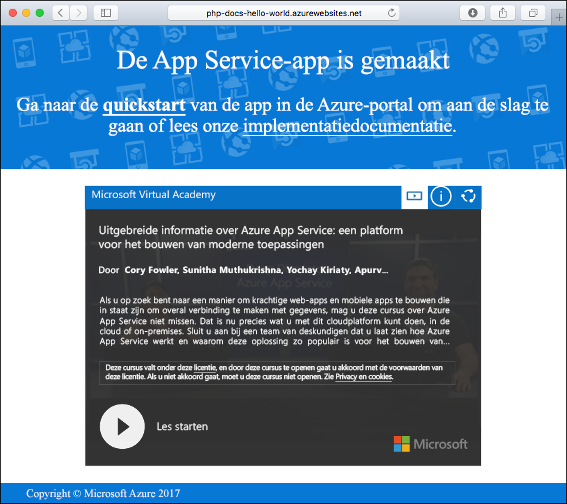 php-docs-hello-world.azurewebsites.net
De App Service-app is gemaakt
Ga naar de quickstart van de app in de Azure-portal om aan de slag te
gaan of lees onze implementatiedocumentatie.
Microsoft Virtual Academy
Uitgebreide informatie over Azure App Service: een platform
voor het bouwen van moderne toepassingen
Door Cory Fowler, Sunitha Muthukrishna, Yochay Kiriaty, Apurv...
Als u op zoek bent naar een manier om krachtige web-apps en mobiele apps te bouwen die
in staat zijn om overal verbinding te maken met gegevens, mag u deze cursus over Azure
App Service niet missen. Dat is nu precies wat u met dit cloudplatform kunt doen, in de
cloud of on-premises. Sluit u aan bij een team van deskundigen dat u laat zien hoe Azure
App Service werkt en waarom deze oplossing zo populair is voor het bouwen van...
Deze cursus valt onder deze licentie, en door deze cursus te openen gaat u akkoord met de voorwaarden van
deze licentie. Als u niet akkoord gaat, moet u deze cursus niet openen. Zie Privacy en cookies.
Les starten
Microsoft
Copyright © Microsoft Azure 2017